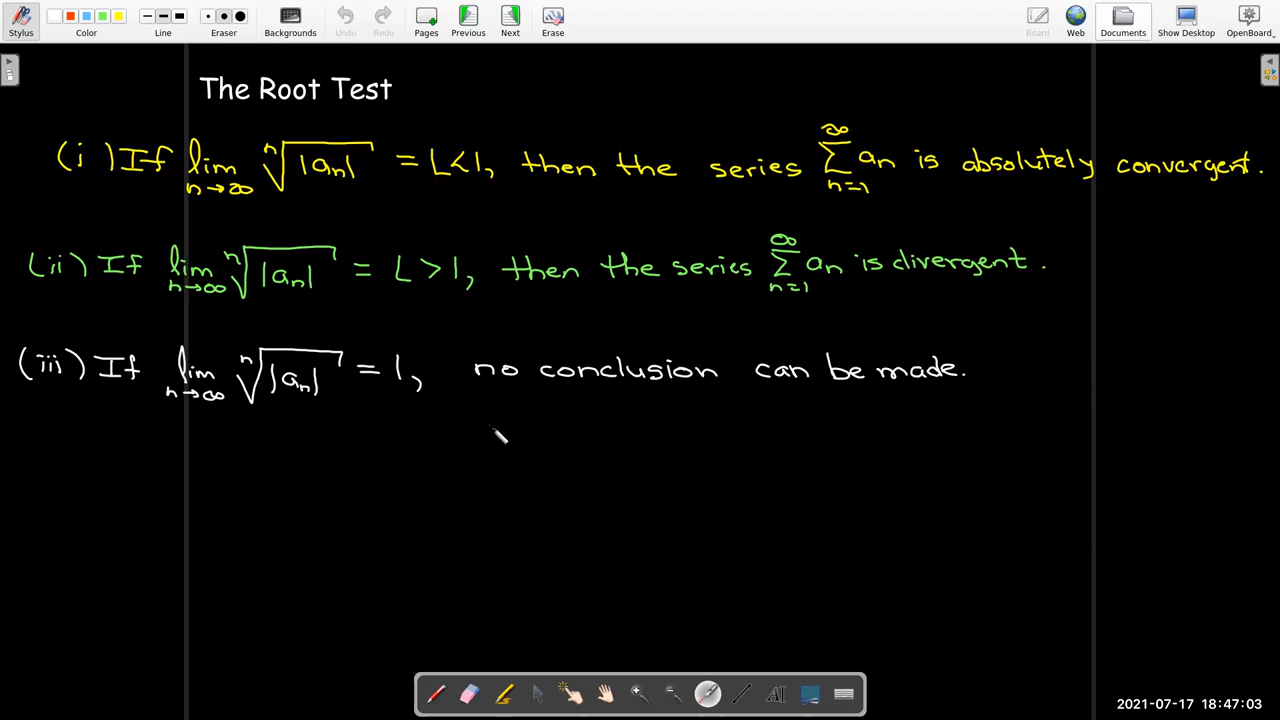 Stylus Color Line Eraser Backgrounds Undo Redo Pages Previous Next Erase Board Web Documents Show Desktop OpenBoard
The Root Test
(i) If lim n→∞ ⁿ√|aₙ| = L<1, then the series ∞ Σ n=1 aₙ is absolutely convergent.
(ii) If lim n→∞ ⁿ√|aₙ| = L>1, then the series ∞ Σ n=1 aₙ is divergent.
(iii) If lim n→∞ ⁿ√|aₙ| = 1, no conclusion can be made.
2021-07-17 18:47:03